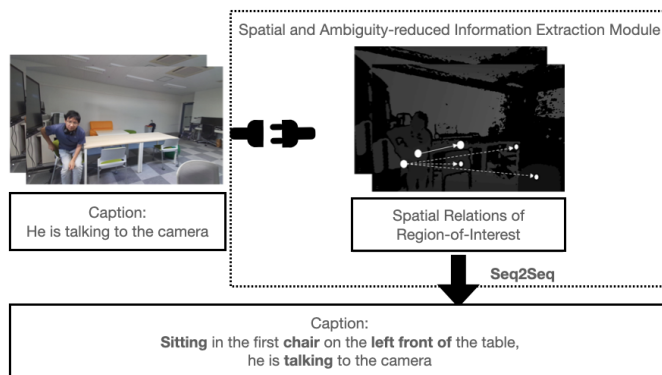 Spatial and Ambiguity-reduced Information Extraction Module
Caption:
He is talking to the camera
Spatial Relations of
Region-of-Interest
Seq2Seq
Caption:
Sitting in the first chair on the left front of the table,
he is talking to the camera